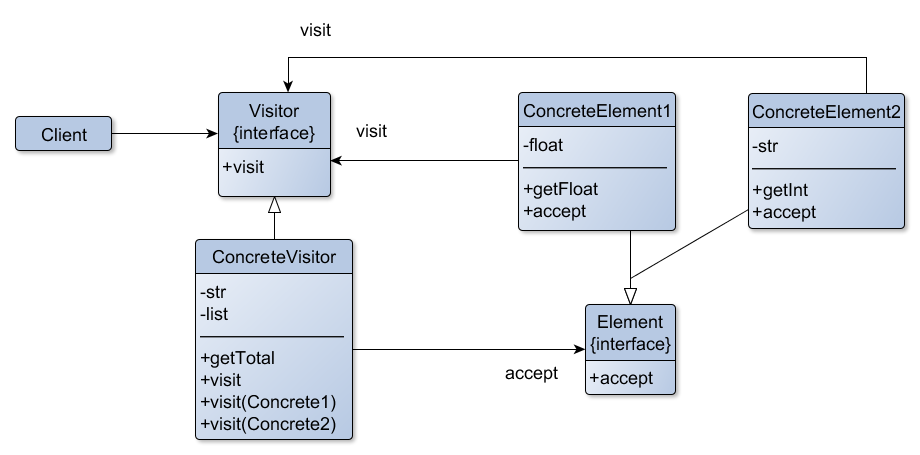 visit
Visitor
{interface}
+visit
Client
visit
ConcreteElement1
-float
+getFloat
+accept
ConcreteElement2
-str
+getInt
+accept
ConcreteVisitor
-str
-list
+getTotal
+visit
+visit(Concrete1)
+visit(Concrete2)
accept
Element
{interface}
+accept